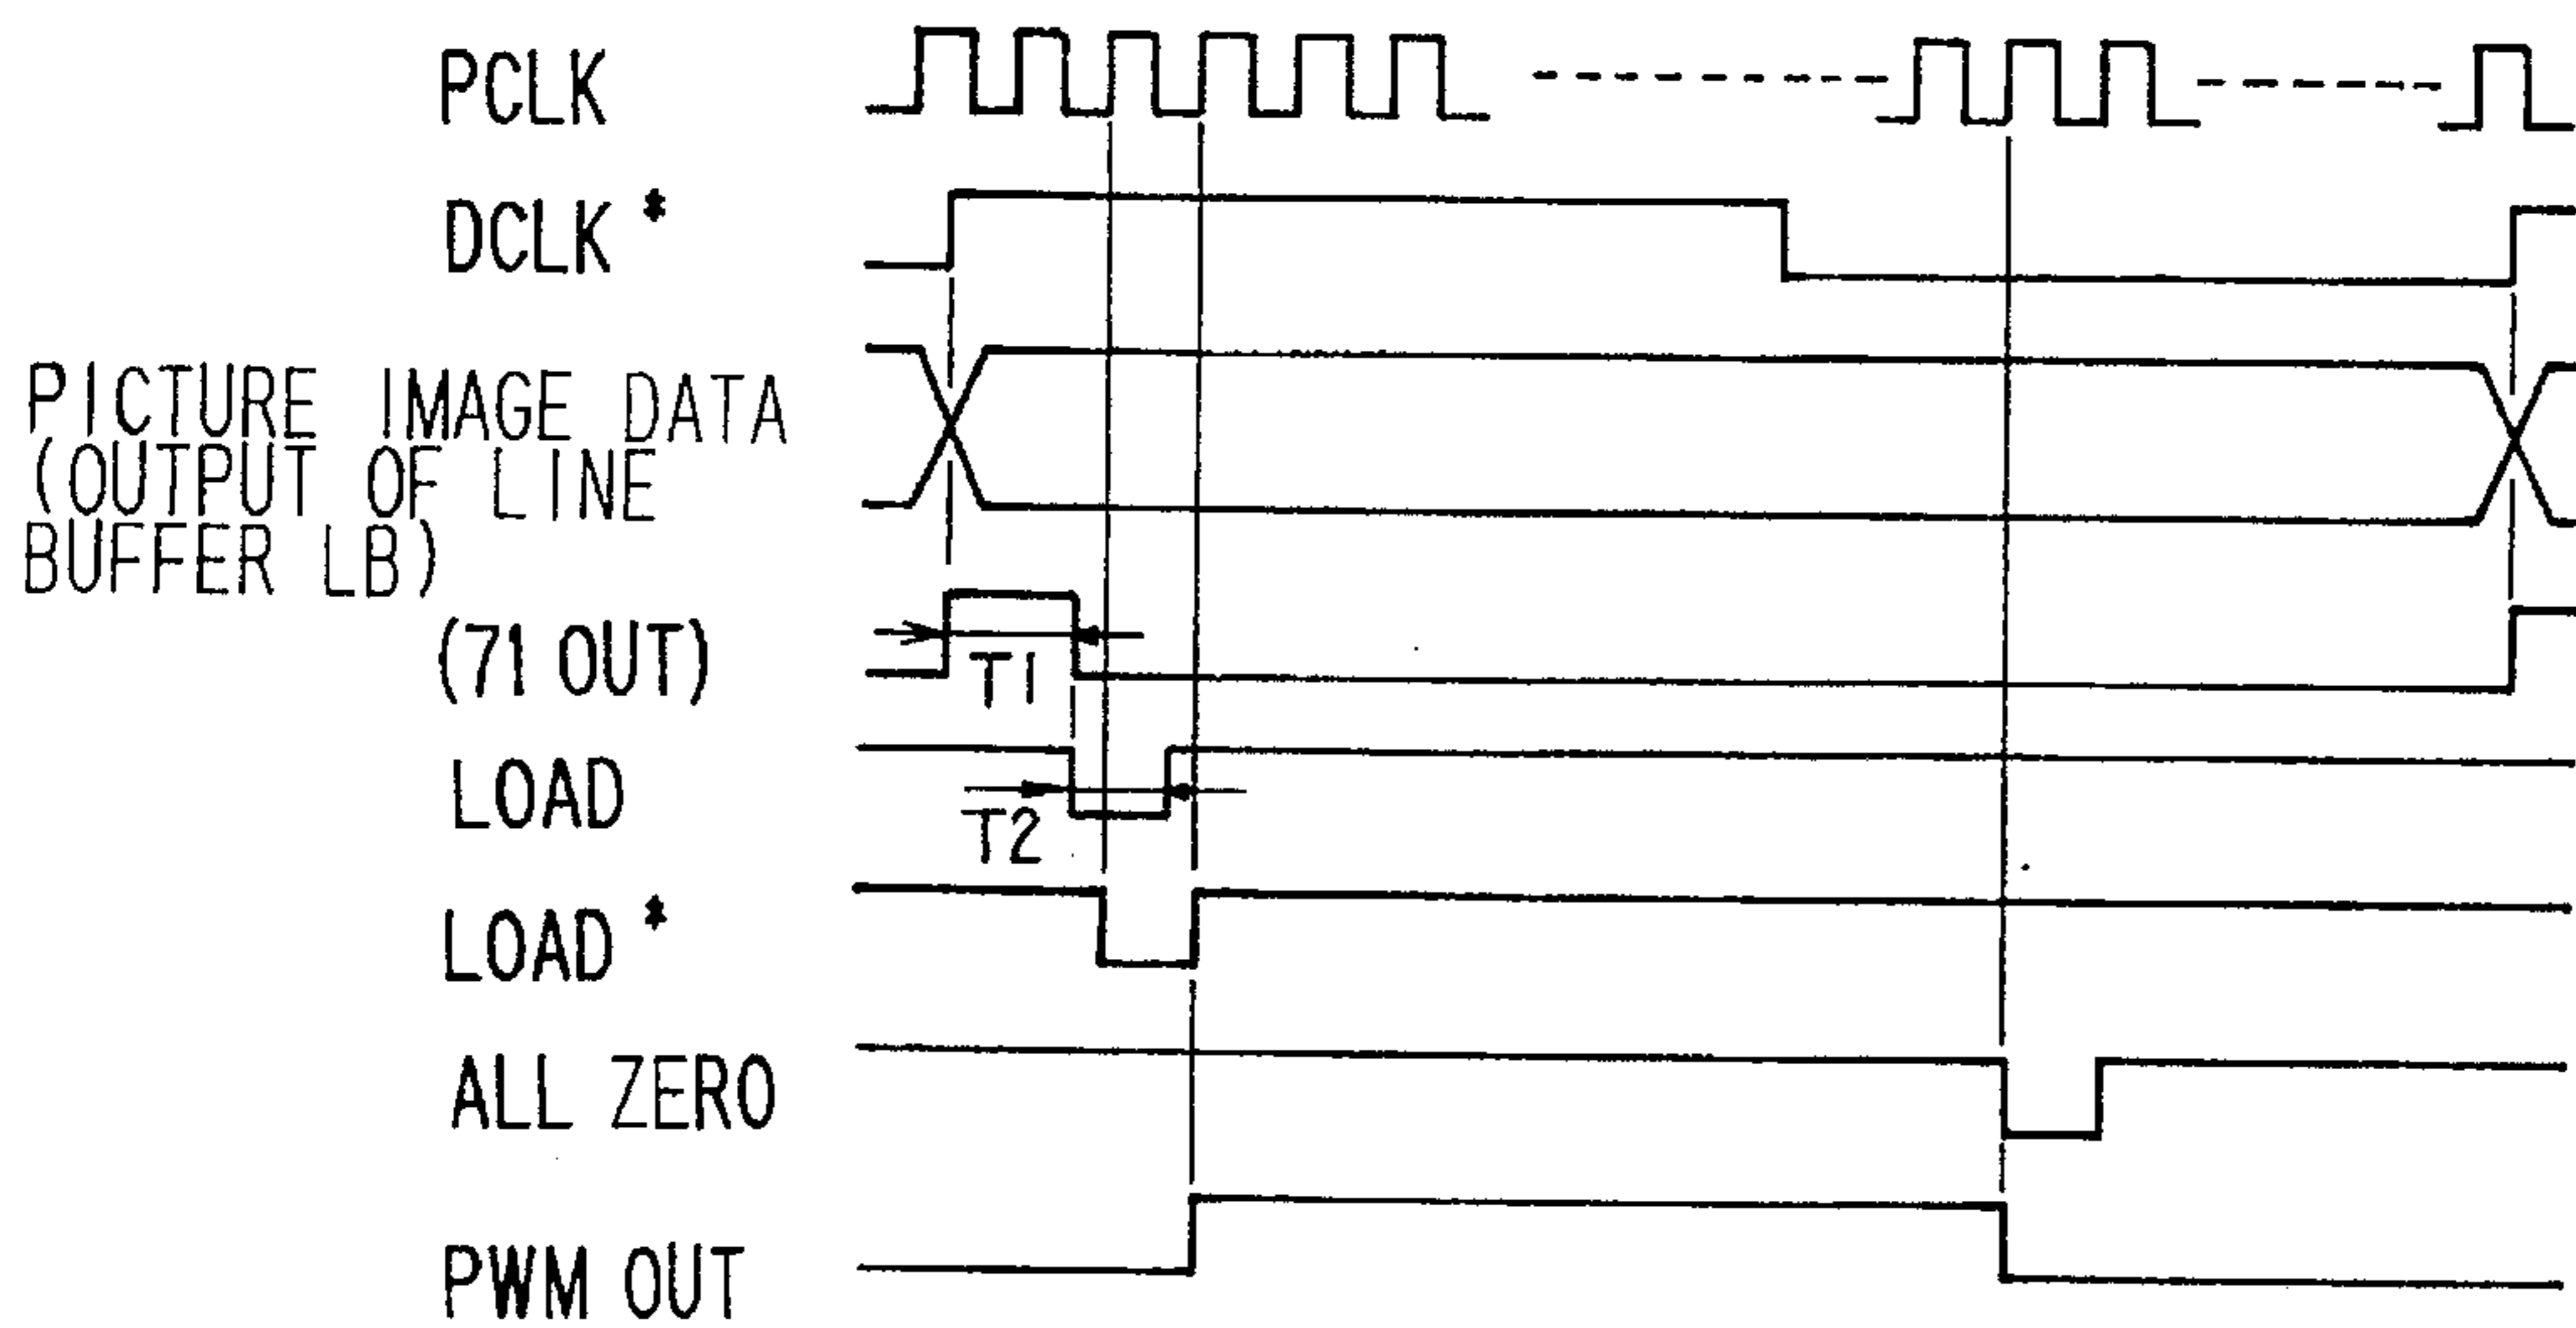 PCLK
DCLK *
PICTURE IMAGE DATA
(OUTPUT OF LINE
BUFFER LB)
(71 OUT)
T1
LOAD
T2
LOAD *
ALL ZERO
PWM OUT